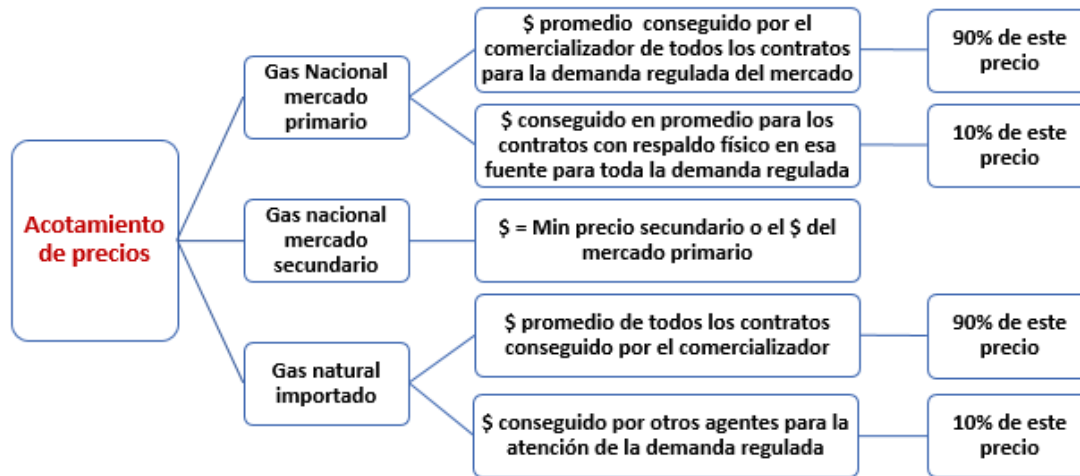 Acotamiento
de precios
Gas Nacional
mercado
primario
$ promedio conseguido por el
comercializador de todos los contratos
para la demanda regulada del mercado
90% de este
precio
$ conseguido en promedio para los
contratos con respaldo físico en esa
fuente para toda la demanda regulada
10% de este
precio
Gas nacional
mercado
secundario
$ = Min precio secundario o el $ del
mercado primario
Gas natural
importado
$ promedio de todos los contratos
conseguido por el comercializador
90% de este
precio
$ conseguido por otros agentes para la
atención de la demanda regulada
10% de este
precio